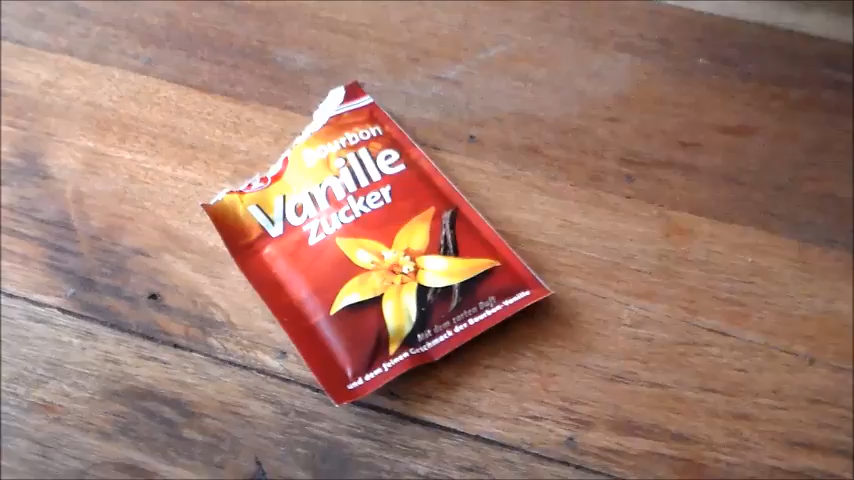 Bourbon
Vanille
Zucker
Mit dem zarten Duft
und dem feinen Geschmack der Bourbon-Vanille